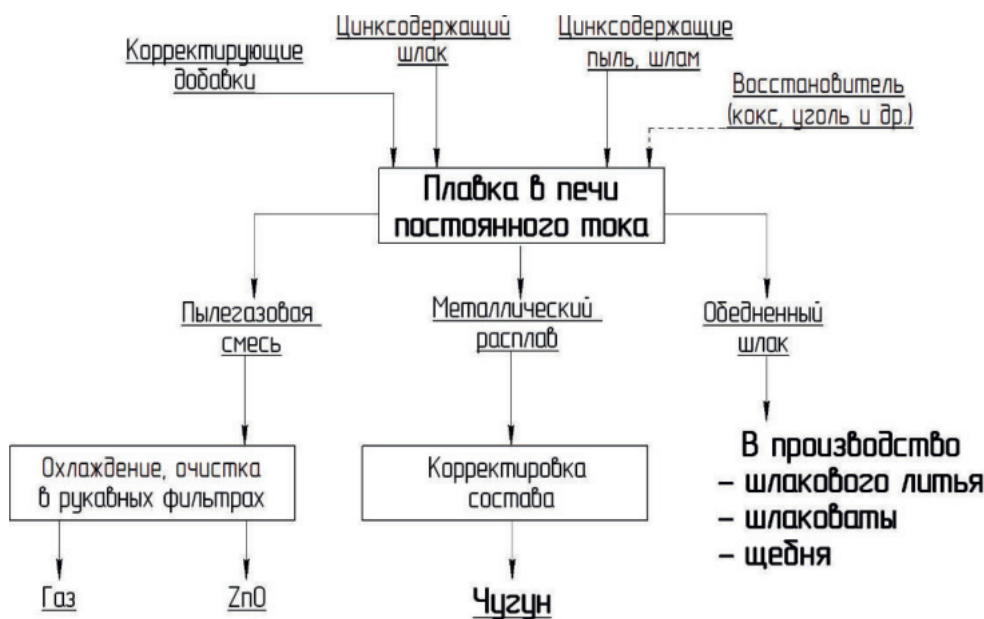 Корректирующие
добавки
Цинксодержащий
шлак
Цинксодержащие
пыль, шлам
Восстановитель
(кокс, уголь и др.)
Плавка в печи
постоянного тока
Пылегазовая
смесь
Металлический
расплав
Обедненный
шлак
Охлаждение, очистка
в рукавных фильтрах
Корректировка
состава
В производство
– шлакового литья
– шлаковаты
– щебня
Газ
ZnO
Чугун